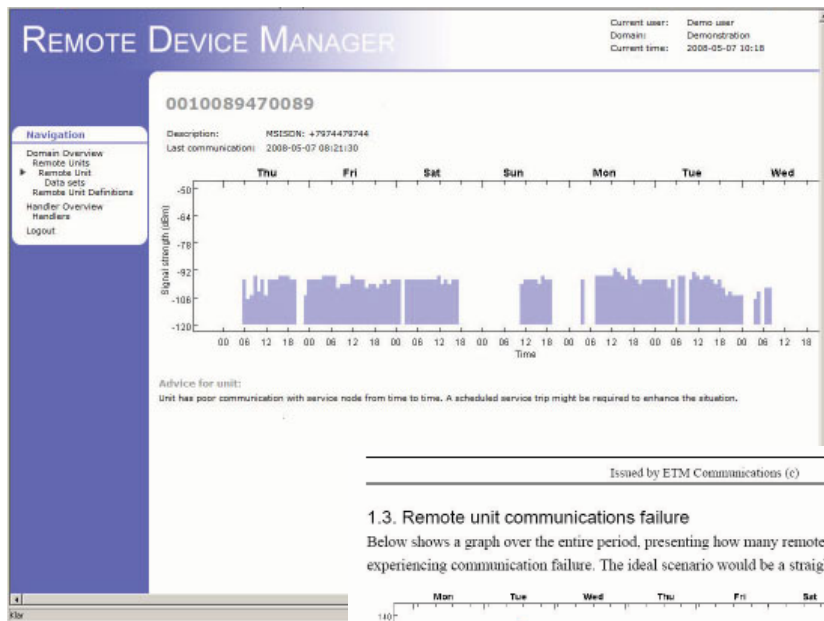 REMOTE DEVICE MANAGER
Current user: Demo user
Domain: Demonstration
Current time: 2008-05-07 10:18
Navigation
Domain Overview
Remote Units
Remote Unit
Data sets
Remote Unit Definitions
Handler Overview
Handlers
Logout
0010089470089
Description: MSISDN: +7974479744
Last communication: 2008-05-07 08:21:30
Thu Fri Sat Sun Mon Tue Wed
Signal strength (dBm)
-50
-64
-78
-92
-106
-120
00 06 12 18 00 06 12 18 00 06 12 18 00 06 12 18 00 06 12 18 00 06 12 18 00 06 12 18
Time
Advice for unit:
Unit has poor communication with service node from time to time. A scheduled service trip might be required to enhance the situation.
Klar
Issued by ETM Communications (c)
1.3. Remote unit communications failure
Below shows a graph over the entire period, presenting how many remote
experiencing communication failure. The ideal scenario would be a straig
Mon Tue Wed Thu Fri Sat
140